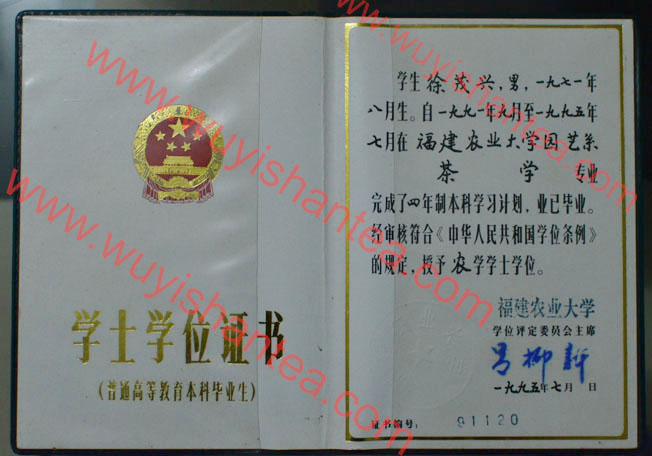 学士学位证书
(普通高等教育本科毕业生)
学生徐茂兴，男，一九七一年
八月生。自一九九一年九月至一九九五年
七月在福建农业大学园艺系
茶学专业
完成了四年制本科学习计划，业已毕业。
经审核符合《中华人民共和国学位条例》
的规定，授予农学学士学位。
福建农业大学
学位评定委员会主席
吕柳新
一九九五年七月 日
证书编号：91120
www.wuyishantea.com
www.wuyishantea.com
www.wuyishantea.com
www.wuyishantea.com